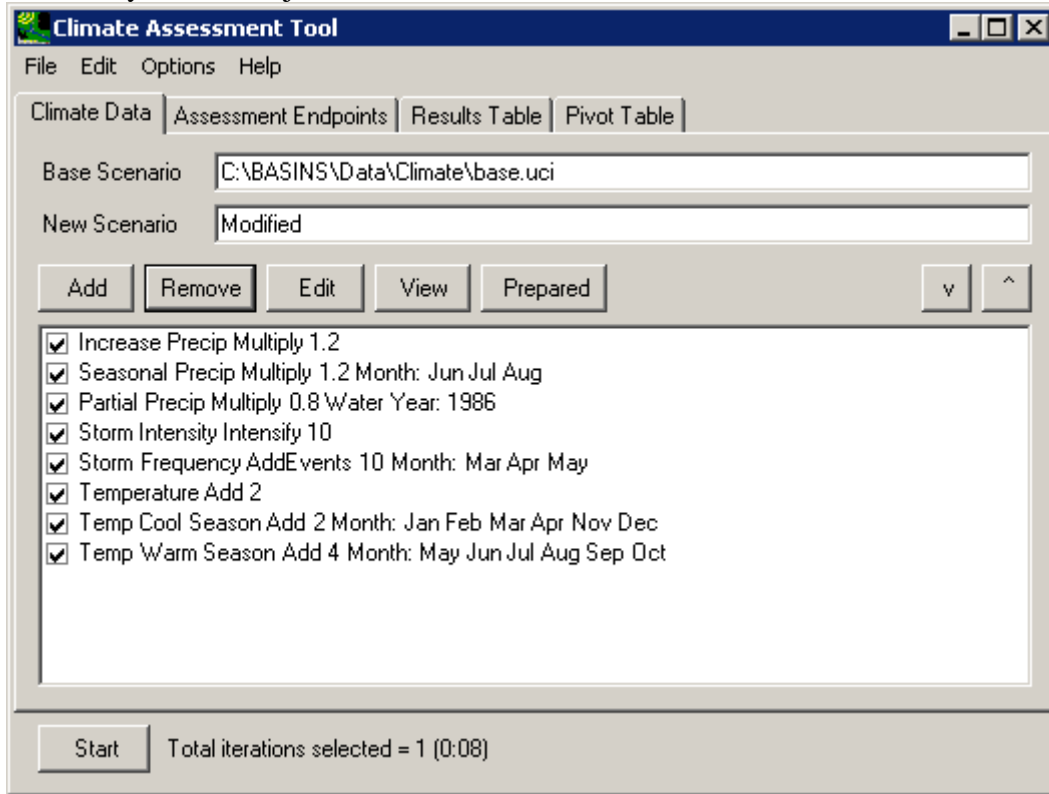 Climate Assessment Tool
File Edit Options Help
Climate Data Assessment Endpoints Results Table Pivot Table
Base Scenario C:\BASINS\Data\Climate\base.uci
New Scenario Modified
Add Remove Edit View Prepared v ^
Increase Precip Multiply 1.2
Seasonal Precip Multiply 1.2 Month: Jun Jul Aug
Partial Precip Multiply 0.8 Water Year: 1986
Storm Intensity Intensify 10
Storm Frequency AddEvents 10 Month: Mar Apr May
Temperature Add 2
Temp Cool Season Add 2 Month: Jan Feb Mar Apr Nov Dec
Temp Warm Season Add 4 Month: May Jun Jul Aug Sep Oct
Start Total iterations selected = 1 (0:08)